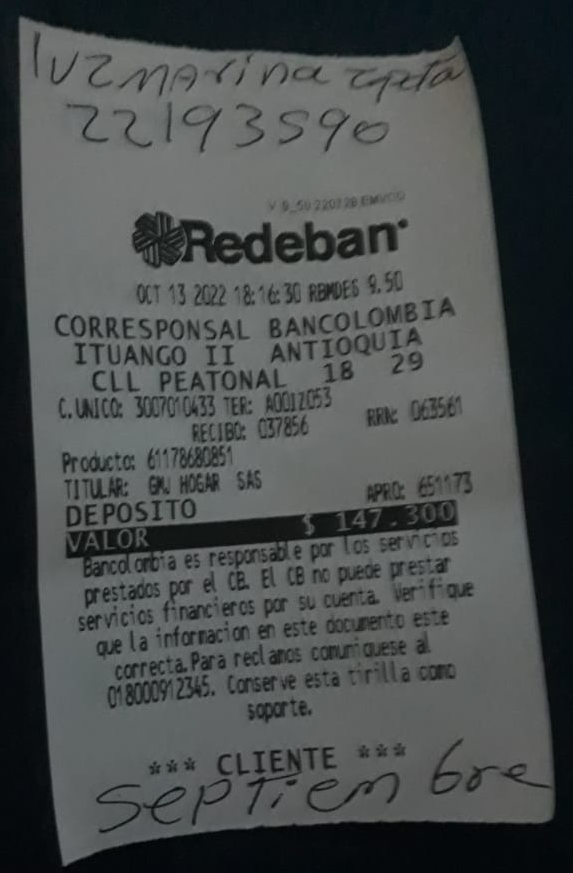 luz marina zpeta
22193590
V 9_50 220728 EMVCO
Redeban
OCT 13 2022 18:16:30 RBMDES 9.50
CORRESPONSAL BANCOLOMBIA
ITUANGO II ANTIOQUIA
CLL PEATONAL 18 29
C.UNICO: 3007010433 TER: A0012053
RECIBO: 037856 RRN: 063561
Producto: 61178680851
TITULAR: GMJ HOGAR SAS
DEPOSITO APRO: 651173
VALOR $ 147.300
Bancolombia es responsable por los servicios
prestados por el CB. El CB no puede prestar
servicios financieros por su cuenta. Verifique
que la informacion en este documento este
correcta. Para reclamos comuniquese al
018000912345. Conserve esta tirilla como
soporte.
*** CLIENTE ***
septiembre